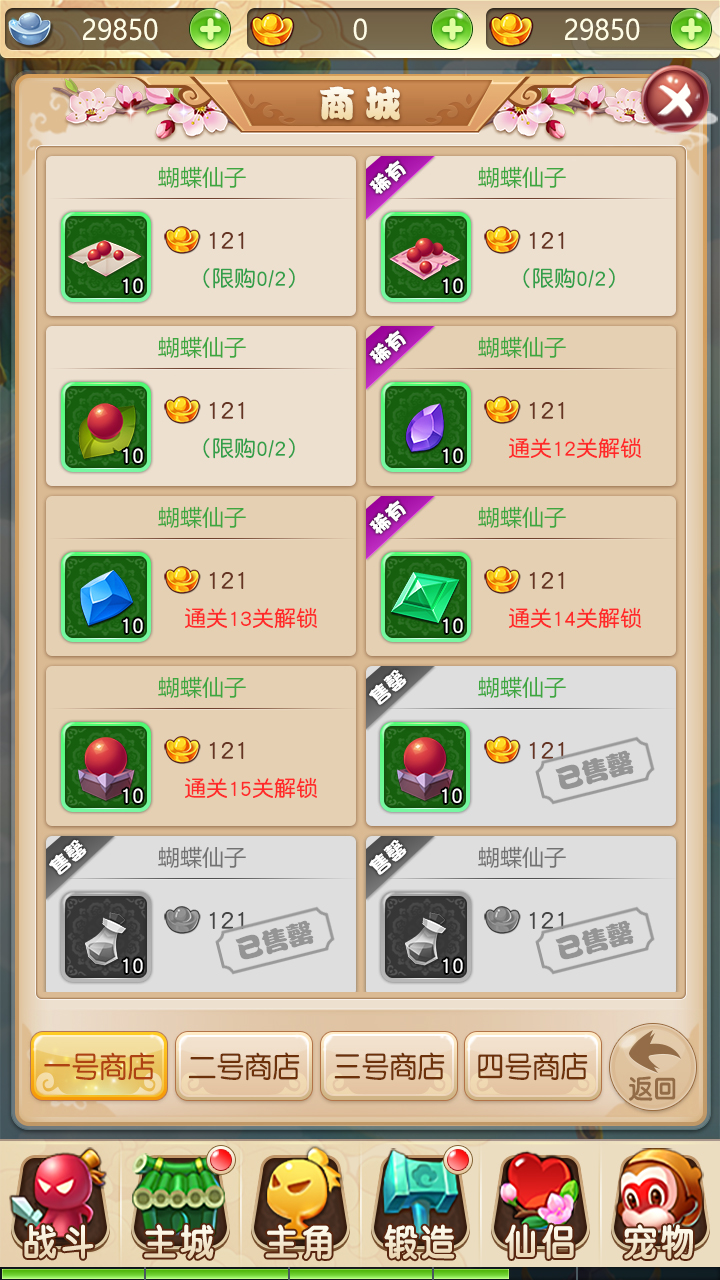 29850 0 29850
商城
蝴蝶仙子
121
(限购0/2)
10
稀有
蝴蝶仙子
121
(限购0/2)
10
蝴蝶仙子
121
(限购0/2)
10
稀有
蝴蝶仙子
121
通关12关解锁
10
蝴蝶仙子
121
通关13关解锁
10
稀有
蝴蝶仙子
121
通关14关解锁
10
蝴蝶仙子
121
通关15关解锁
10
售罄
蝴蝶仙子
121
已售罄
10
售罄
蝴蝶仙子
121
已售罄
10
售罄
蝴蝶仙子
121
已售罄
10
一号商店 二号商店 三号商店 四号商店 返回
战斗 主城 主角 锻造 仙侣 宠物